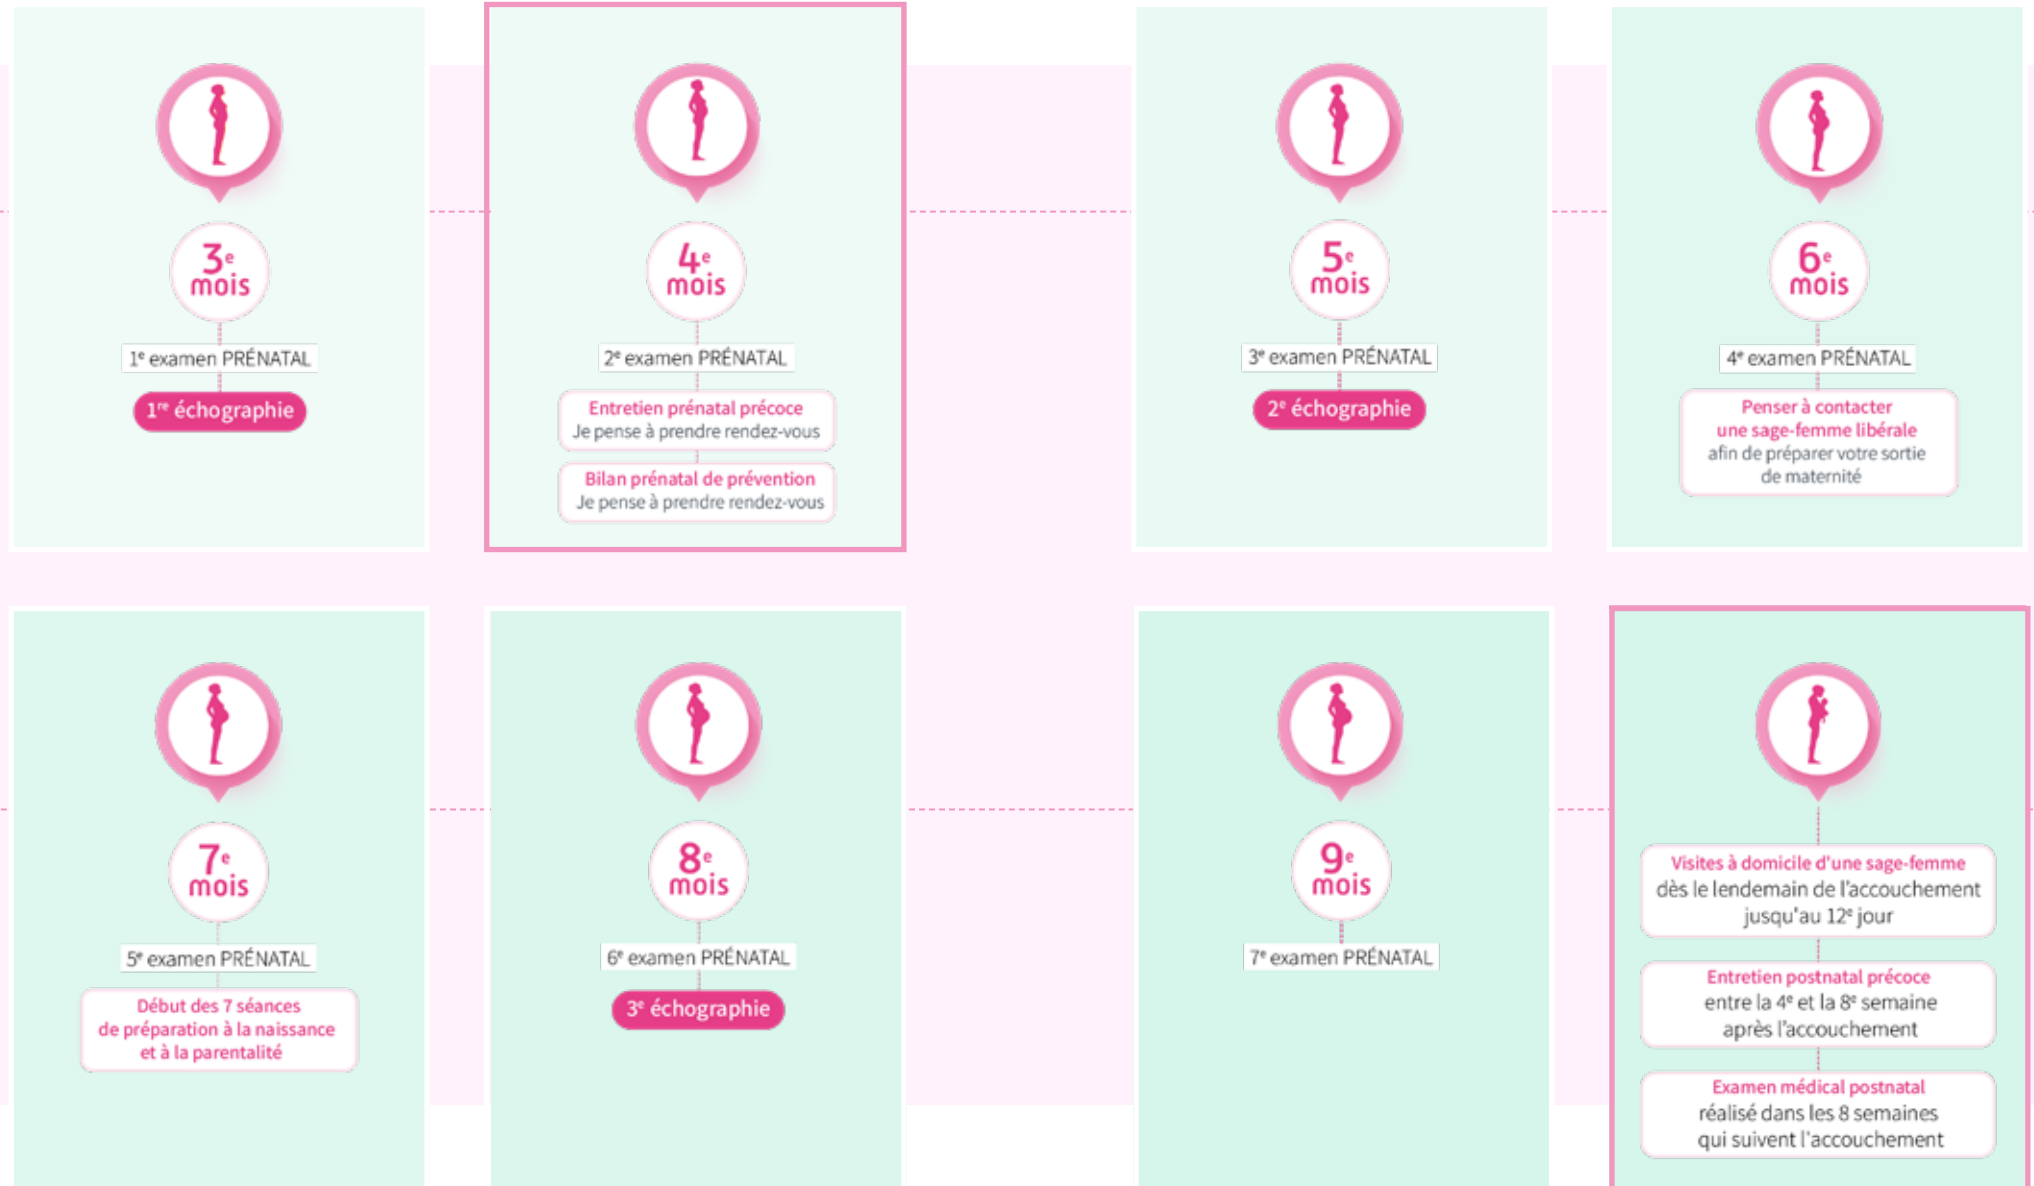 3e
mois
1e examen PRÉNATAL
1re échographie
4e
mois
2e examen PRÉNATAL
Entretien prénatal précoce
Je pense à prendre rendez-vous
Bilan prénatal de prévention
Je pense à prendre rendez-vous
5e
mois
3e examen PRÉNATAL
2e échographie
6e
mois
4e examen PRÉNATAL
Penser à contacter
une sage-femme libérale
afin de préparer votre sortie
de maternité
7e
mois
5e examen PRÉNATAL
Début des 7 séances
de préparation à la naissance
et à la parentalité
8e
mois
6e examen PRÉNATAL
3e échographie
9e
mois
7e examen PRÉNATAL
Visites à domicile d'une sage-femme
dès le lendemain de l'accouchement
jusqu'au 12e jour
Entretien postnatal précoce
entre la 4e et la 8e semaine
après l'accouchement
Examen médical postnatal
réalisé dans les 8 semaines
qui suivent l'accouchement